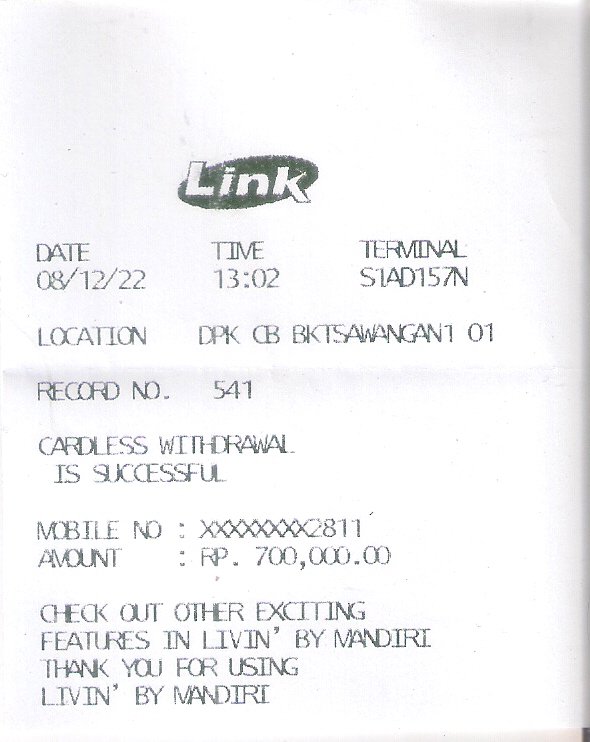 Link
DATE TIME TERMINAL
08/12/22 13:02 S1AD157N
LOCATION DPK CB BKTSAWANGAN1 01
RECORD NO. 541
CARDLESS WITHDRAWAL
IS SUCCESSFUL
MOBILE NO : XXXXXXXX2811
AMOUNT : RP. 700,000.00
CHECK OUT OTHER EXCITING
FEATURES IN LIVIN' BY MANDIRI
THANK YOU FOR USING
LIVIN' BY MANDIRI